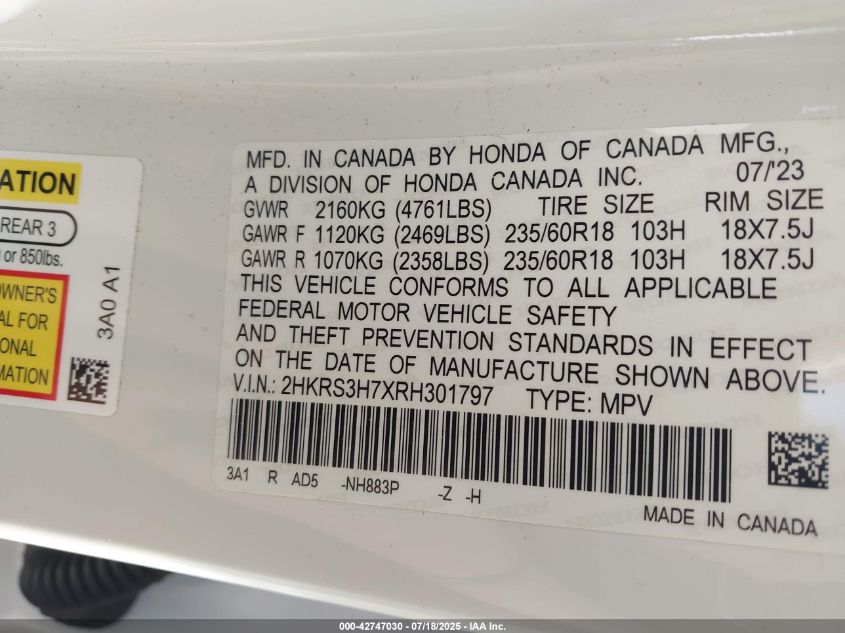 ATION
REAR 3
or 850lbs.
OWNER'S
AL FOR
ONAL
MATION
3A0 A1
MFD. IN CANADA BY HONDA OF CANADA MFG.,
A DIVISION OF HONDA CANADA INC. 07/'23
GVWR 2160KG (4761LBS) TIRE SIZE RIM SIZE
GAWR F 1120KG (2469LBS) 235/60R18 103H 18X7.5J
GAWR R 1070KG (2358LBS) 235/60R18 103H 18X7.5J
THIS VEHICLE CONFORMS TO ALL APPLICABLE
FEDERAL MOTOR VEHICLE SAFETY
AND THEFT PREVENTION STANDARDS IN EFFECT
ON THE DATE OF MANUFACTURE SHOWN ABOVE.
V.I.N.: 2HKRS3H7XRH301797 TYPE: MPV
3A1 R AD5 -NH883P -Z -H
MADE IN CANADA
000-42747030 - 07/18/2025 - IAA Inc.